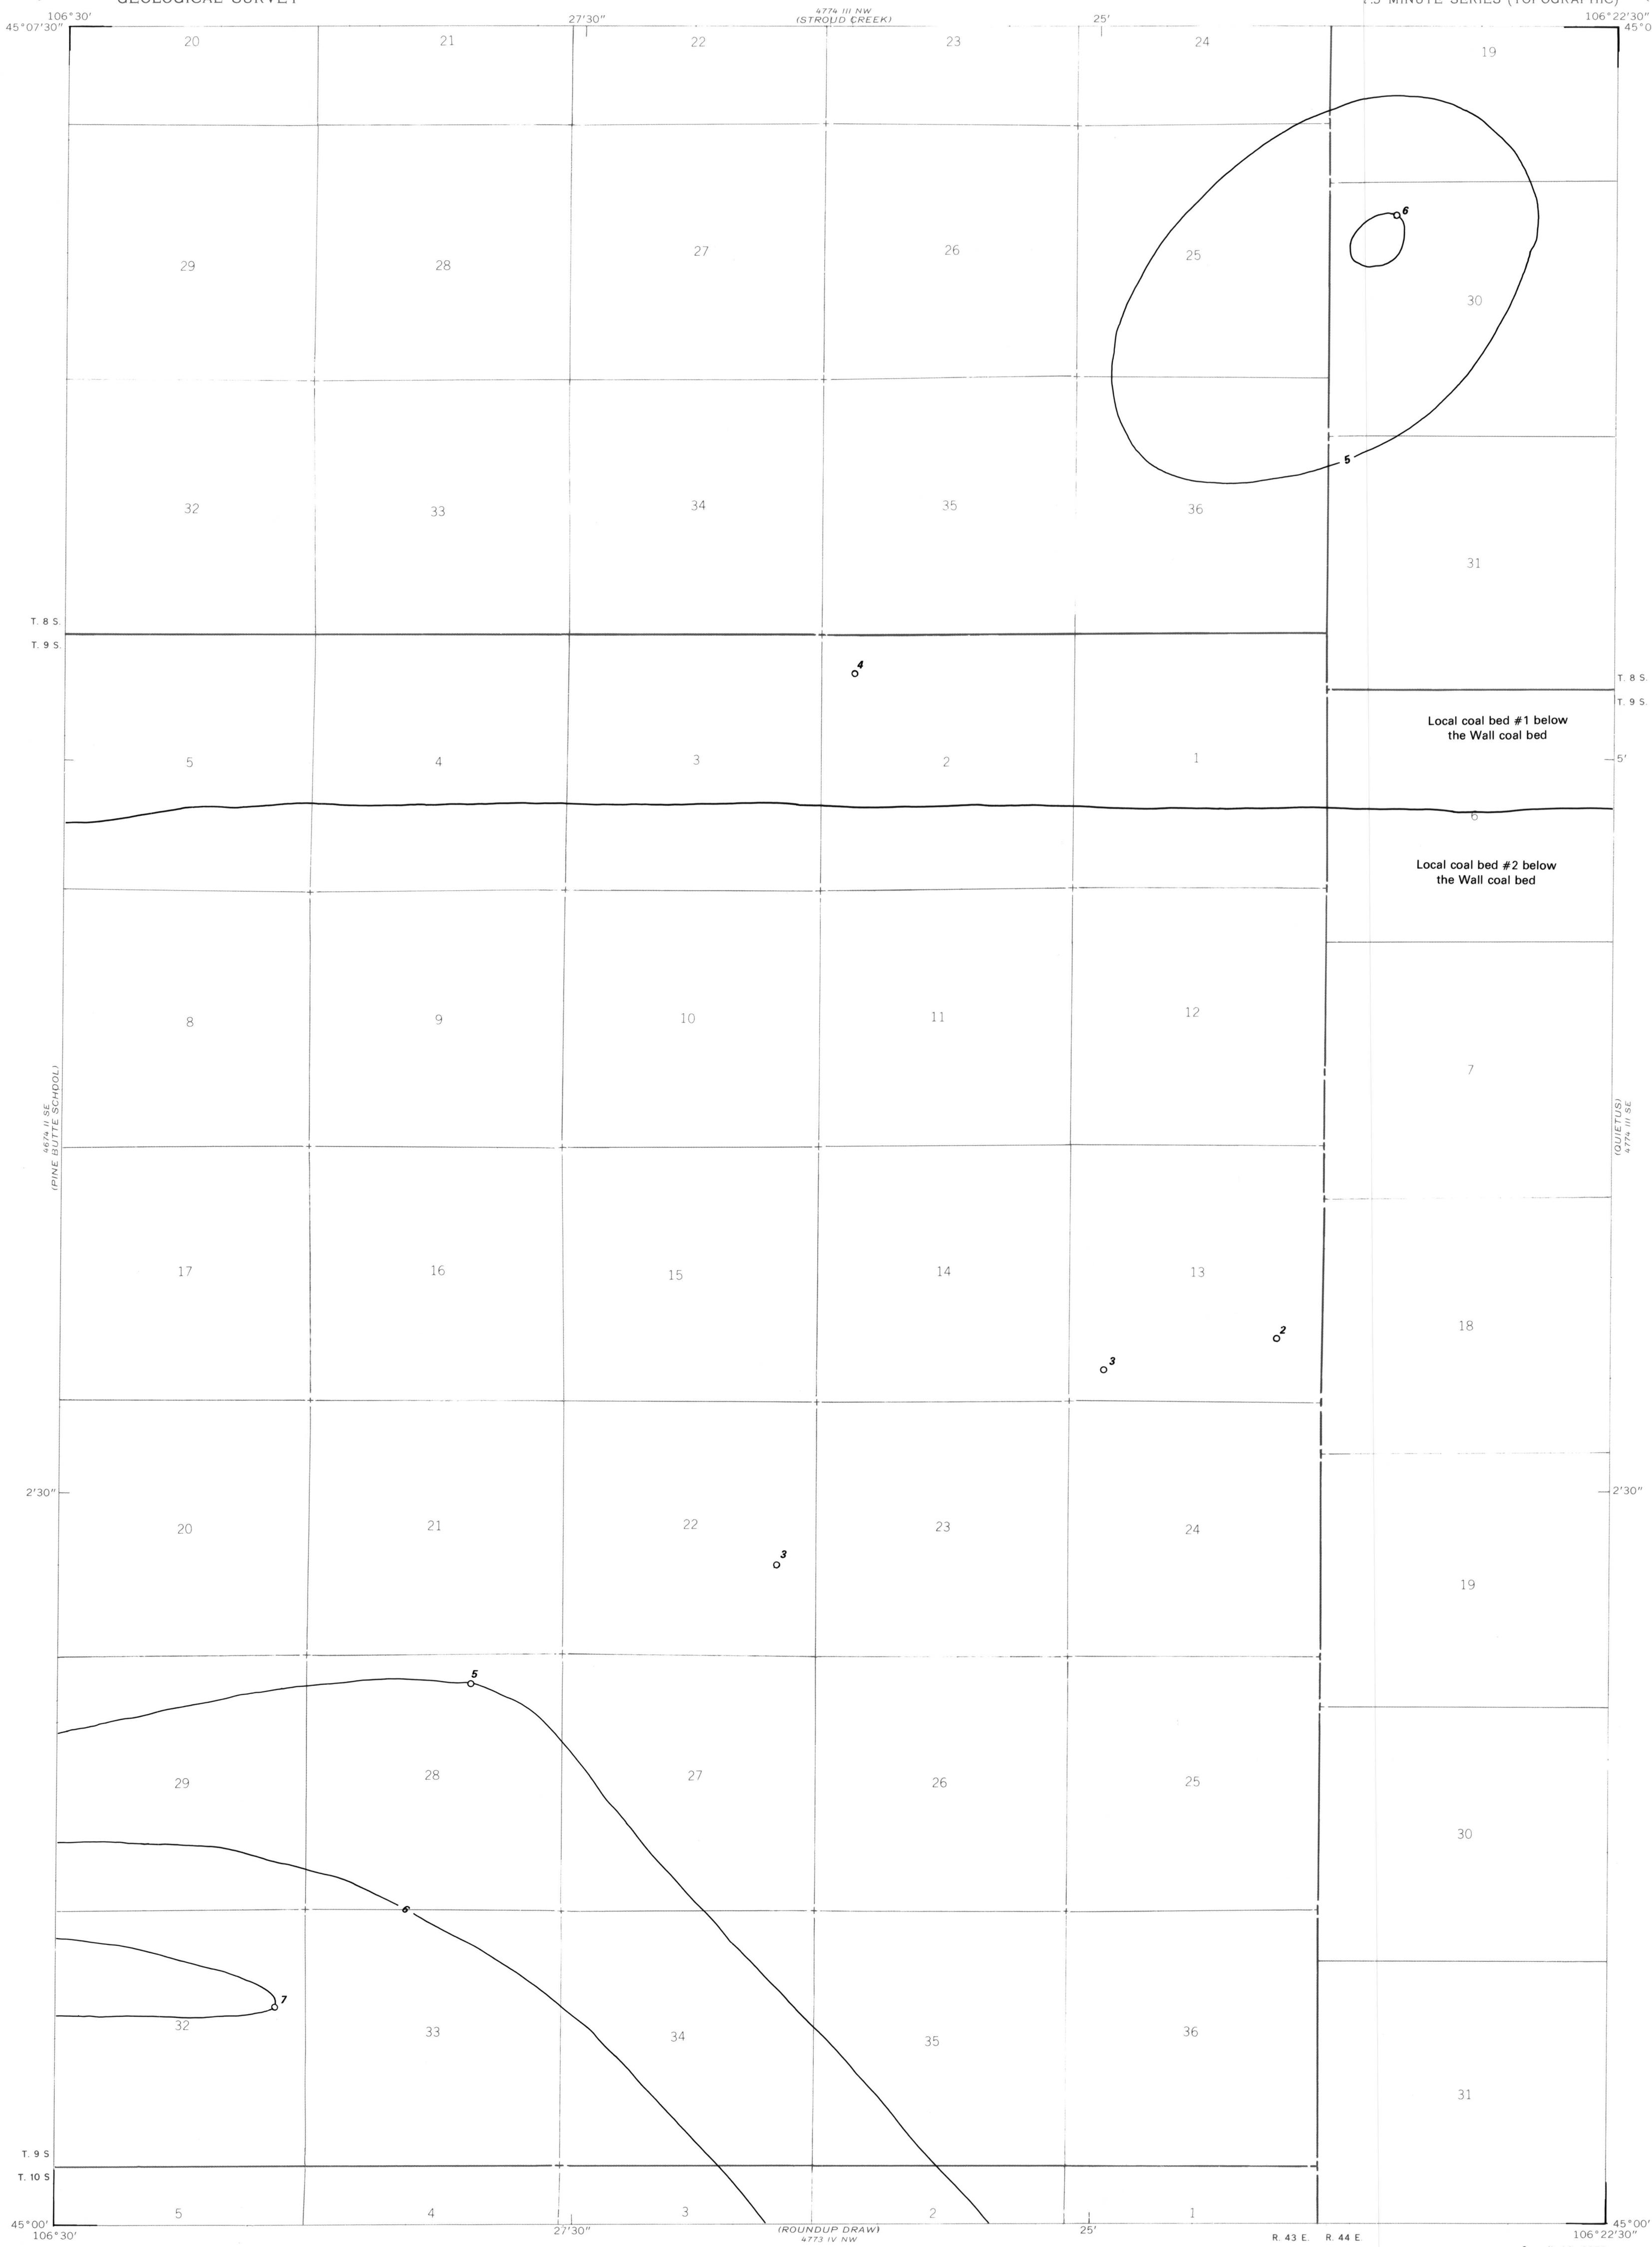 GEOLOGICAL SURVEY
7.5 MINUTE SERIES (TOPOGRAPHIC)
106°30′ 27′30″ 4774 III NW 25′ 106°22′30″
(STROUD CREEK)
45°07′30″ 45°0
20 21 22 23 24 19
6
29 28 27 26 25 30
5
32 33 34 35 36 31
T. 8 S.
T. 9 S.
4
T. 8 S.
T. 9 S.
Local coal bed #1 below
the Wall coal bed
5 4 3 2 1 5′
6
Local coal bed #2 below
the Wall coal bed
8 9 10 11 12 7
4674 II SE
(PINE BUTTE SCHOOL)
(QUIETUS)
4774 III SE
17 16 15 14 13 18
2
3
2′30″ 2′30″
20 21 22 23 24 19
3
5
29 28 27 26 25 30
6
7
32 33 34 35 36 31
T. 9 S
T. 10 S
5 4 3 2 1
45°00′ 45°00′
106°30′ 27′30″ (ROUNDUP DRAW) 25′ R. 43 E. R. 44 E. 106°22′30″
4773 IV NW